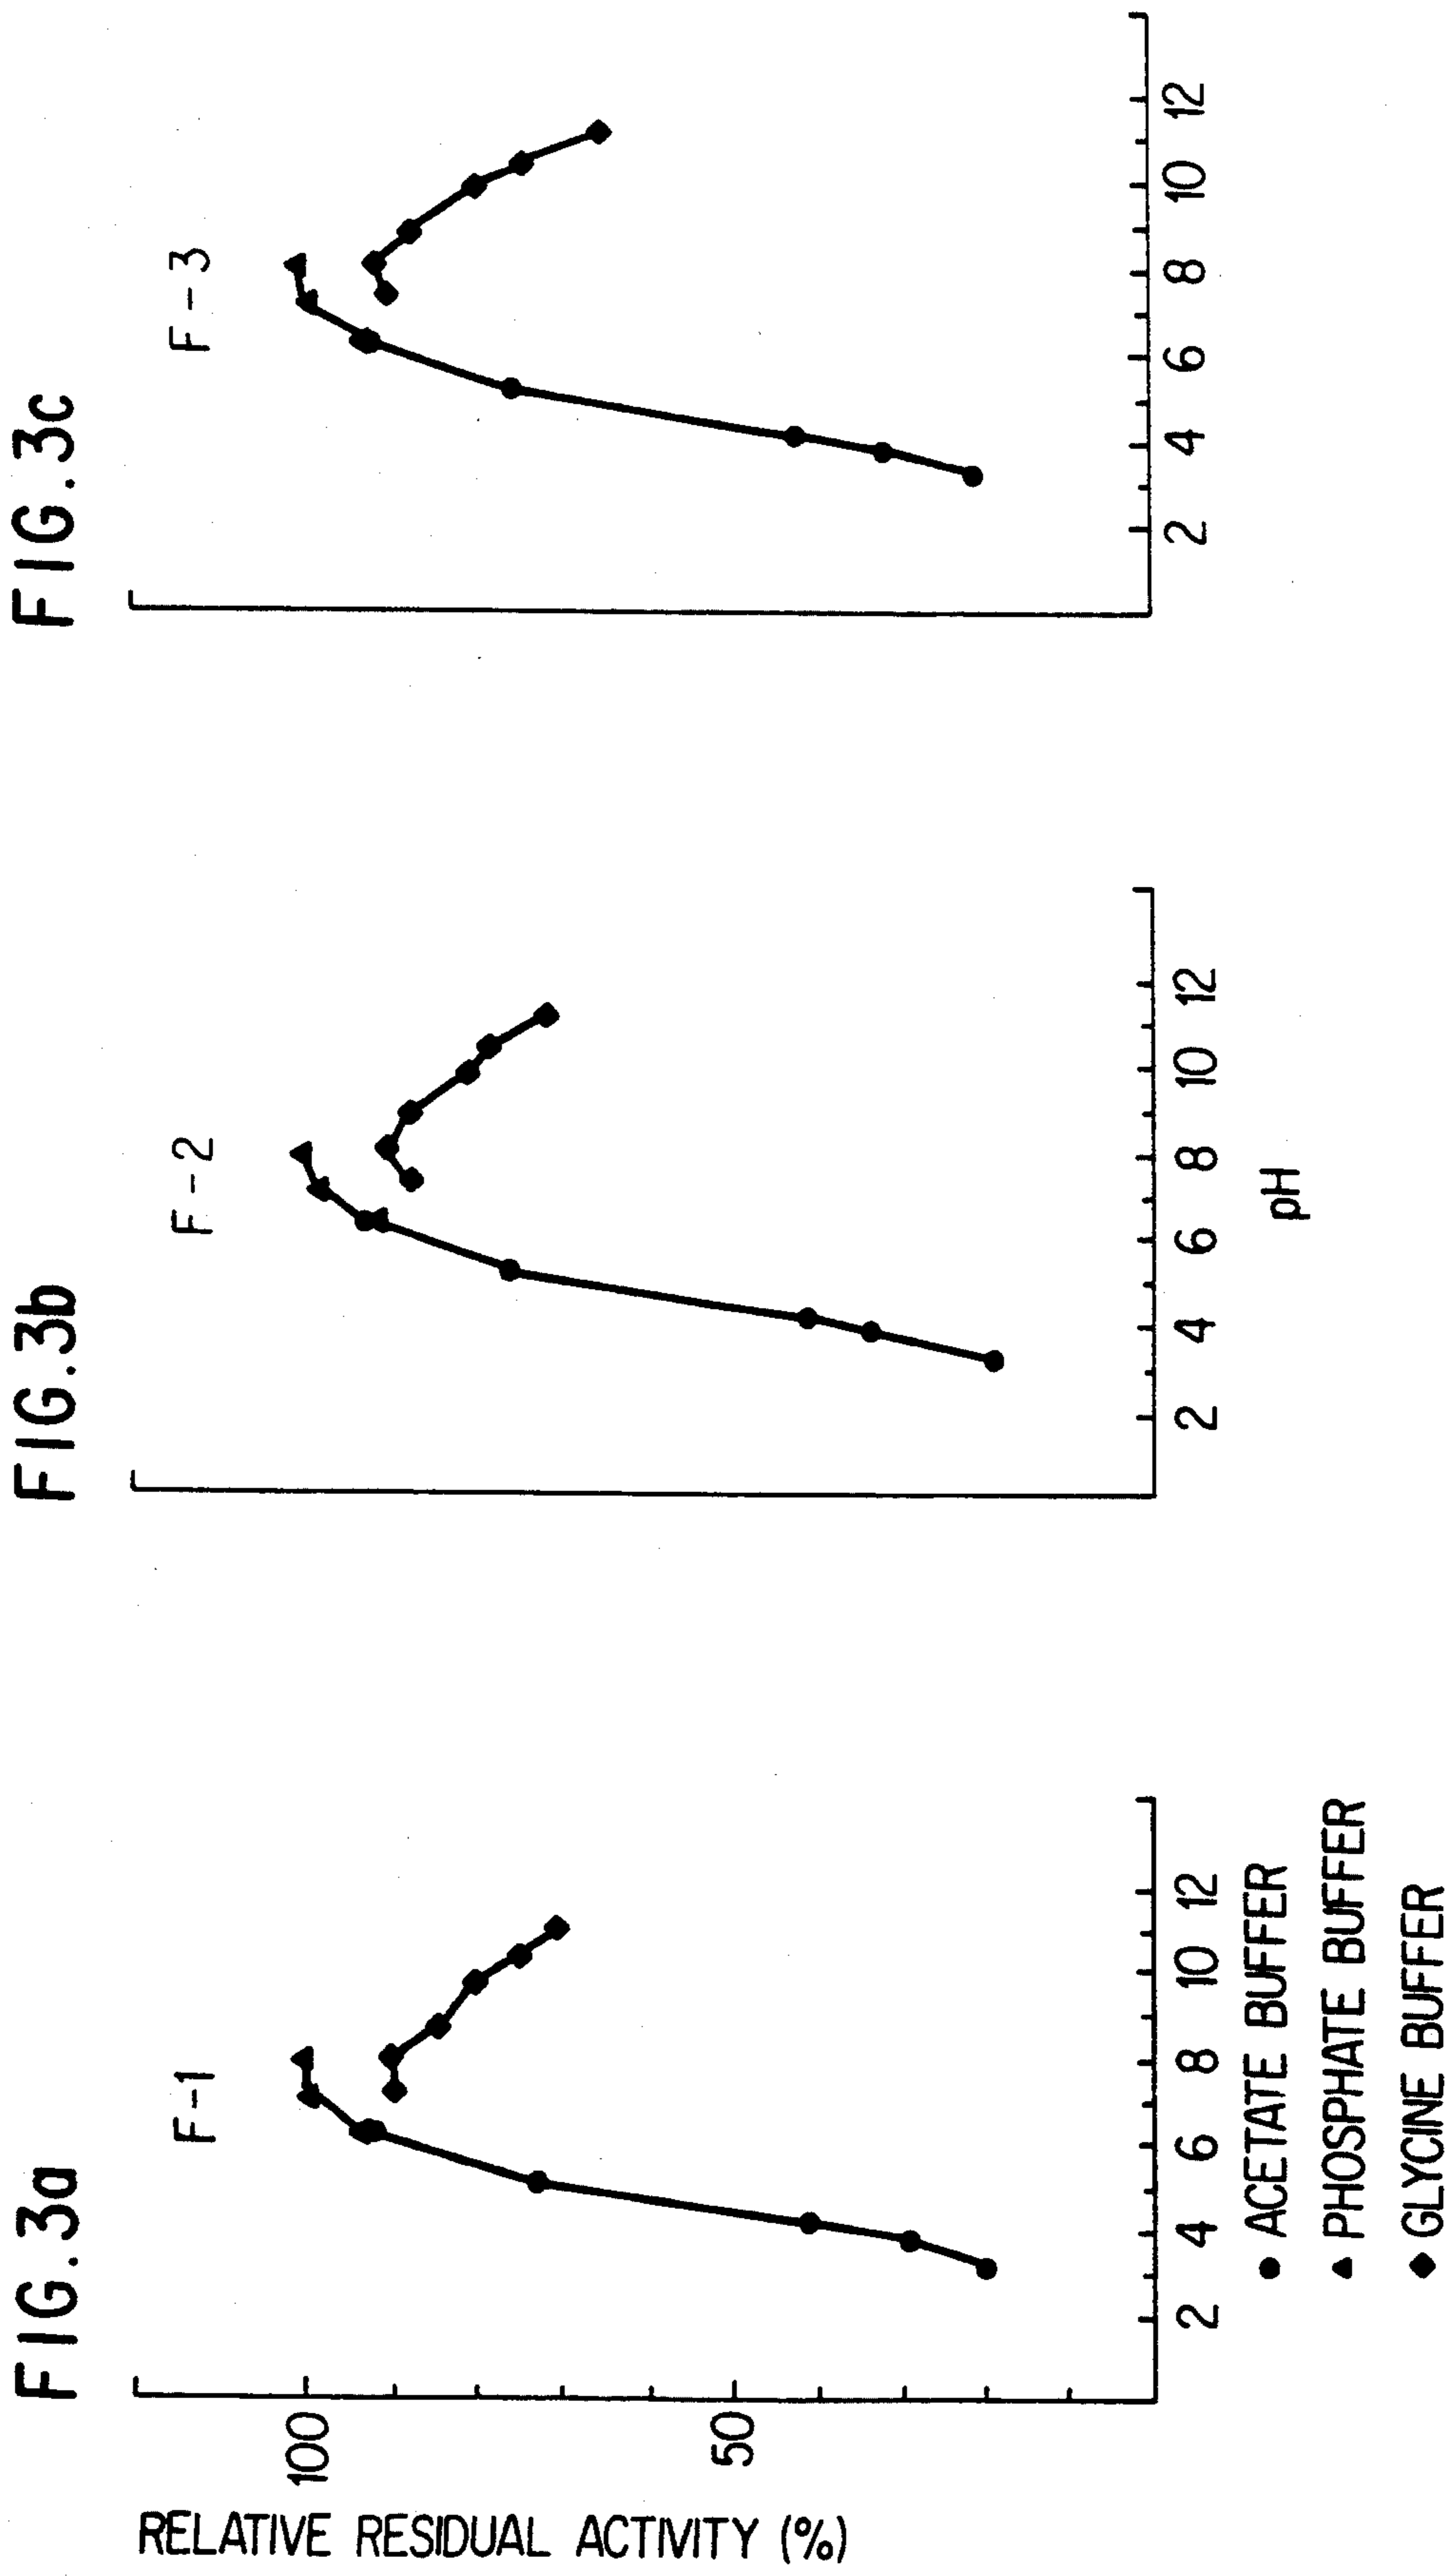 FIG.3a
F-1
RELATIVE RESIDUAL ACTIVITY (%)
100
50
2 4 6 8 10 12
● ACETATE BUFFER
▲ PHOSPHATE BUFFER
◆ GLYCINE BUFFER
FIG.3b
F-2
2 4 6 8 10 12
pH
FIG.3c
F-3
2 4 6 8 10 12